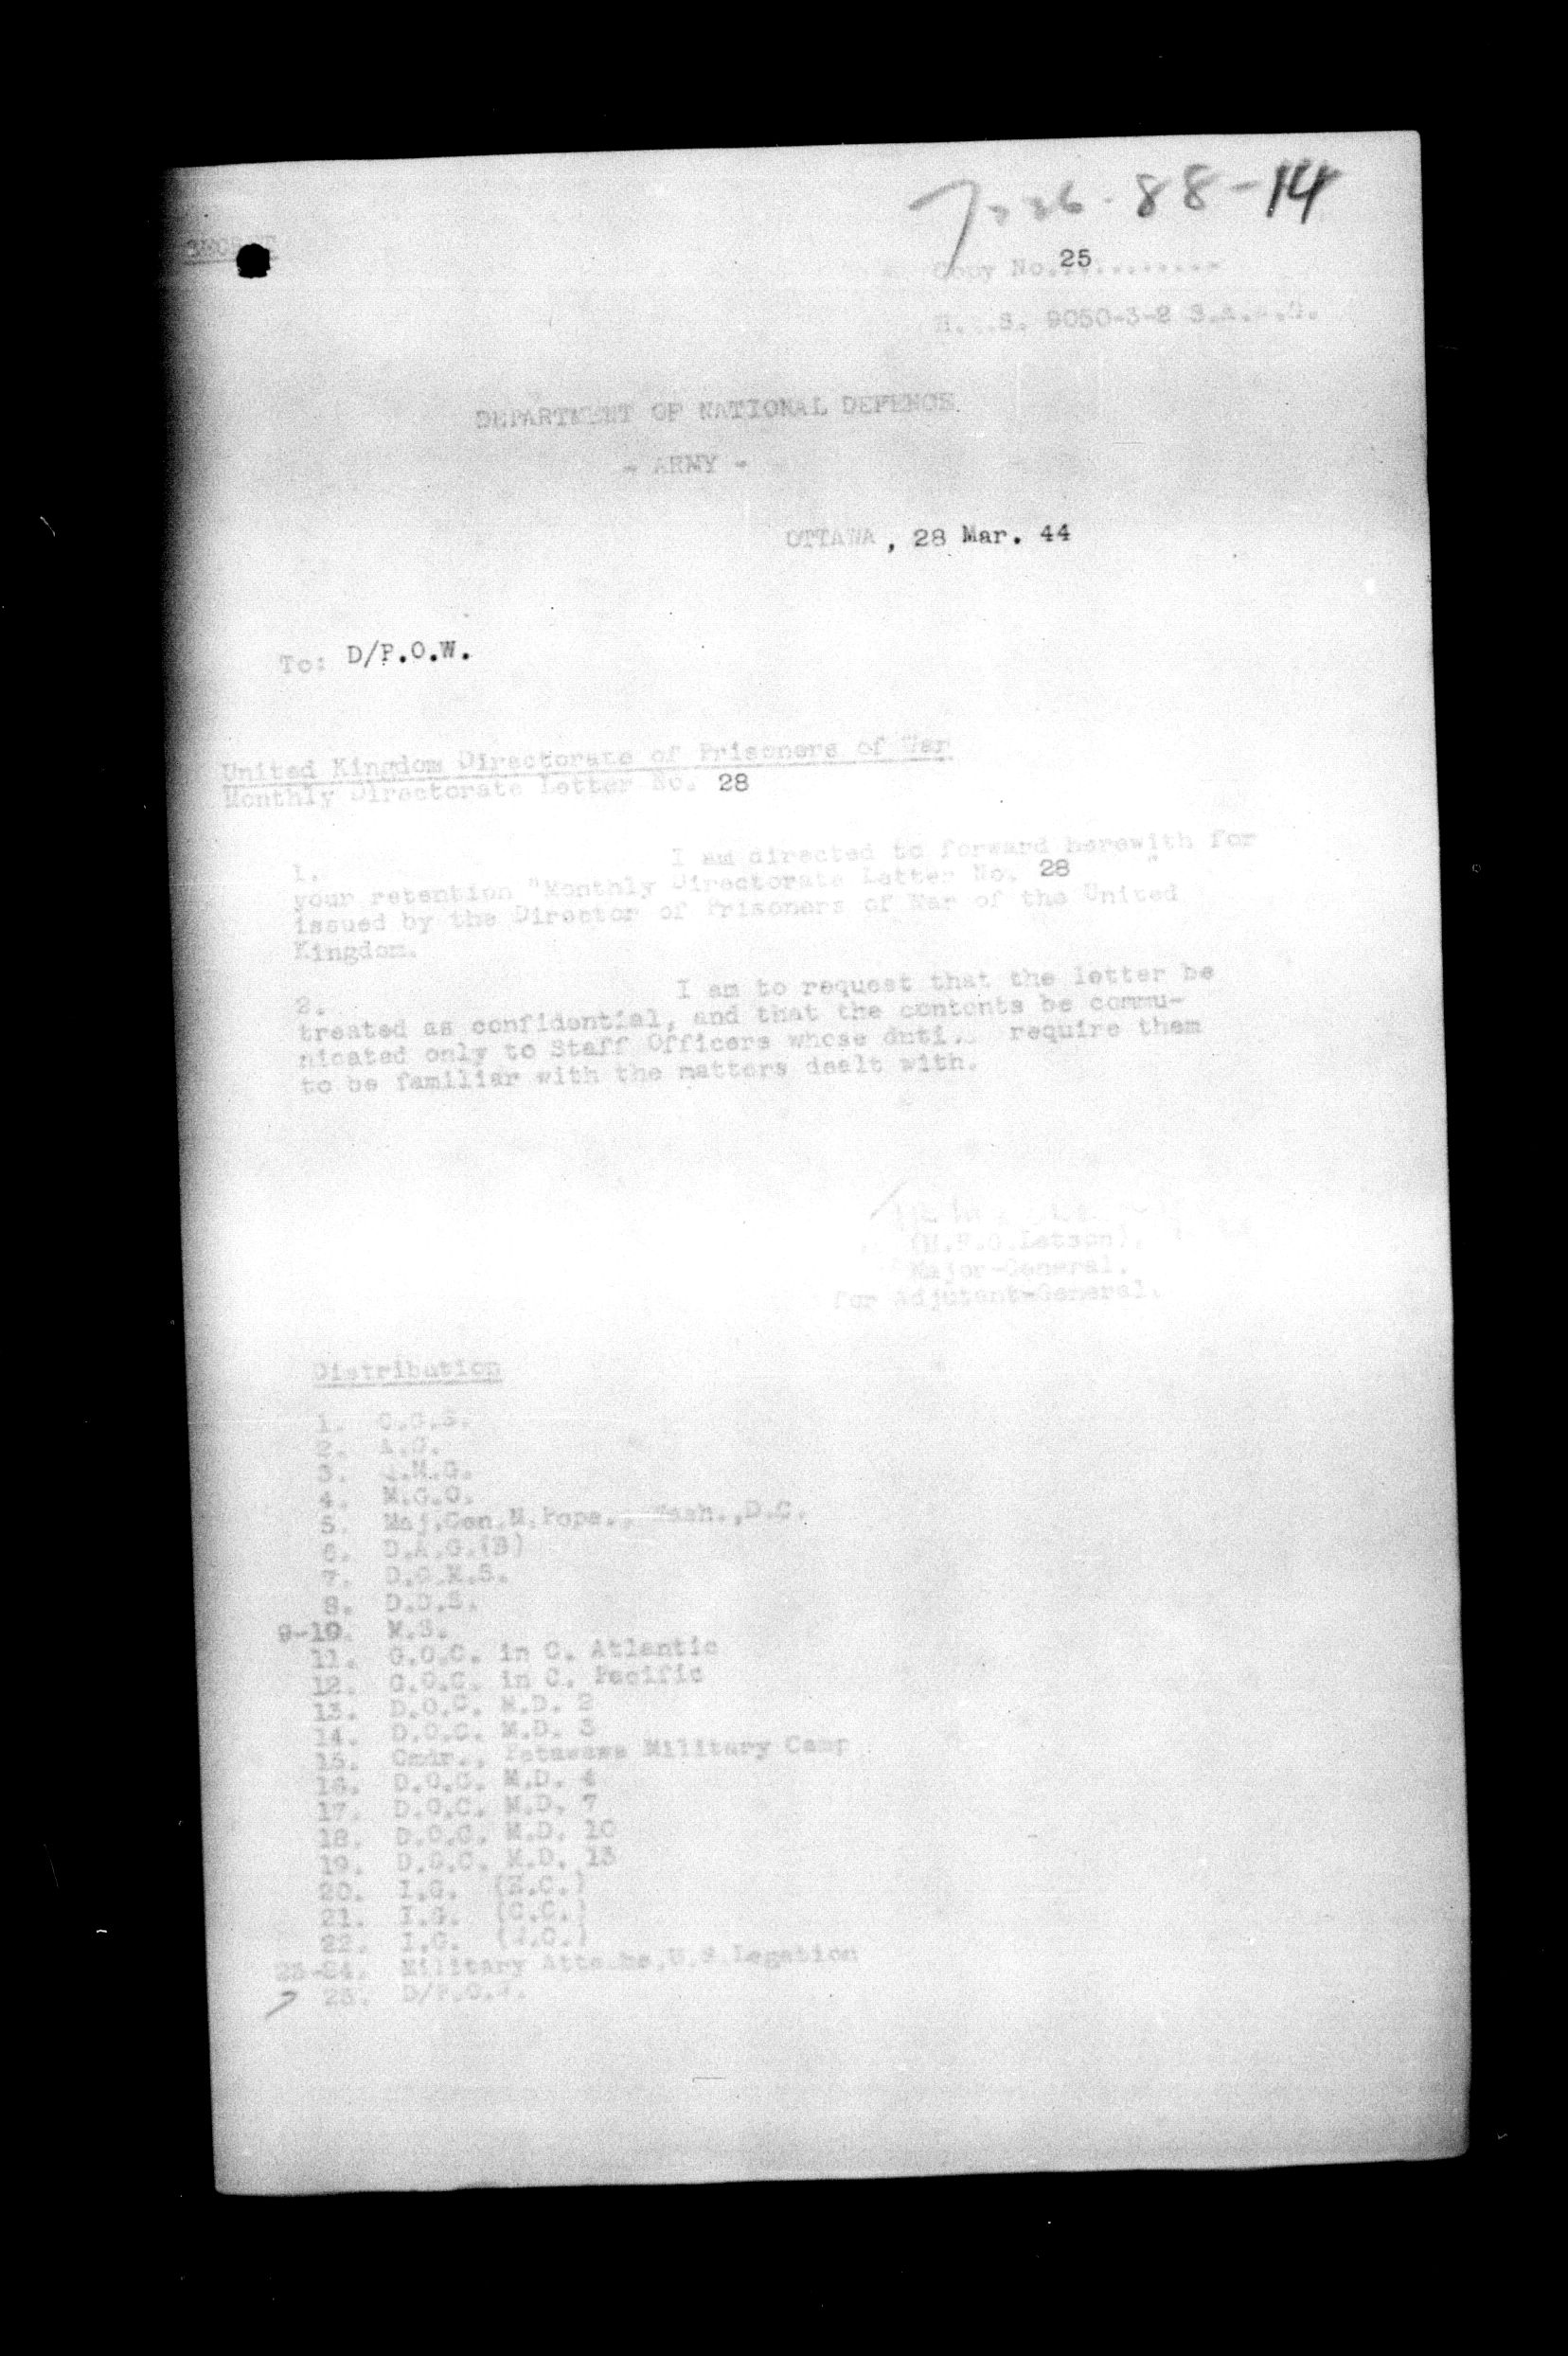 88-14
SECRET
Copy No. 25..........
S. 9050-3-2
DEPARTMENT OF NATIONAL DEFENCE
- ARMY -
OTTAWA, 28 Mar. 44
To: D/P.O.W.
United Kingdom Directorate of Prisoners of War
Monthly Directorate Letter No. 28
1. I am directed to forward herewith for
your retention "Monthly Directorate Letter No. 28 "
issued by the Director of Prisoners of War of the United
Kingdom.
2. I am to request that the letter be
treated as confidential, and that the contents be commu-
nicated only to Staff Officers whose duti.. require them
to be familiar with the matters dealt with.
(H.F.G.Letson),
Major-General.
for Adjutant-General.
Distribution
1. C.G.S.
2. A.G.
3. Q.M.G.
4. M.G.O.
5. Maj.Gen.M.Pope., Wash.,D.C.
6. D.A.G.(B)
7. D.G.M.S.
8. D.D.S.
9-10. M.S.
11. G.O.C. in C. Atlantic
12. G.O.C. in C. Pacific
13. D.O.C. M.D. 2
14. D.O.C. M.D. 3
15. Cmdr., Petawawa Military Camp
16. D.O.C. M.D. 4
17. D.O.C. M.D. 7
18. D.O.C. M.D. 10
19. D.O.C. M.D. 13
20. I.G. (E.C.)
21. I.G. (C.C.)
22. I.G. (W.C.)
23-24. Military Attache,U.S.Legation
25. D/P.O.W.